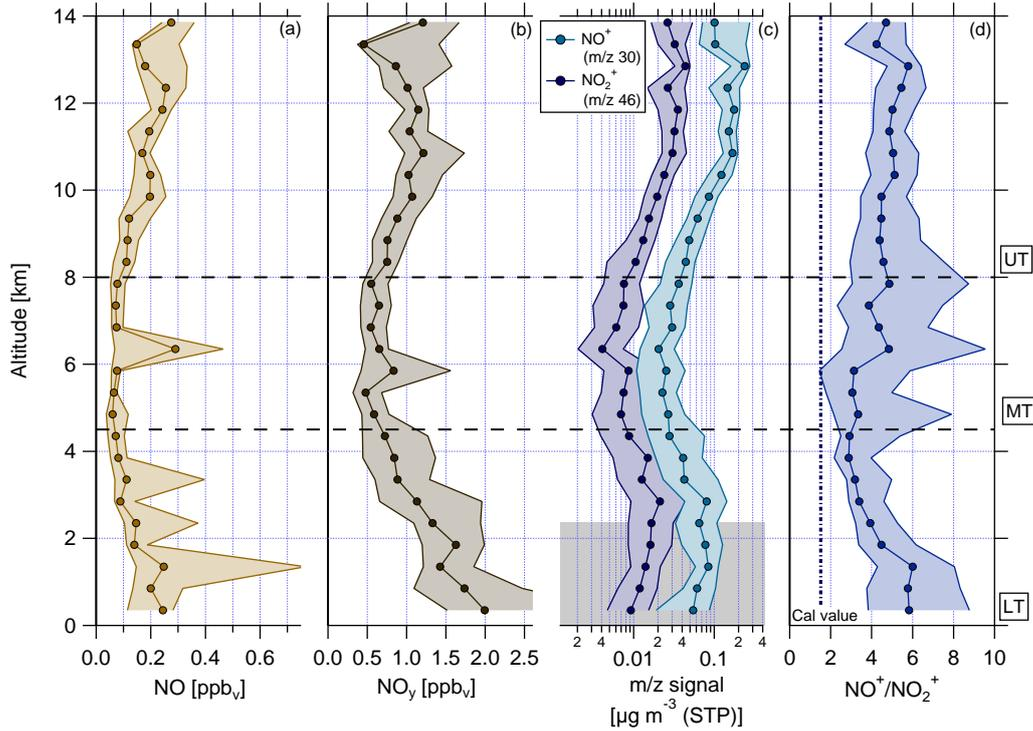 (a)
(b)
(c)
(d)
NO⁺
(m/z 30)
NO₂⁺
(m/z 46)
14
12
10
8
6
4
2
0
Altitude [km]
UT
MT
LT
Cal value
0.0 0.2 0.4 0.6
NO [ppbᵥ]
0.0 0.5 1.0 1.5 2.0 2.5
NOy [ppbᵥ]
2 4 2 4 2 4
0.01 0.1
m/z signal
[µg m⁻³ (STP)]
0 2 4 6 8 10
NO⁺/NO₂⁺